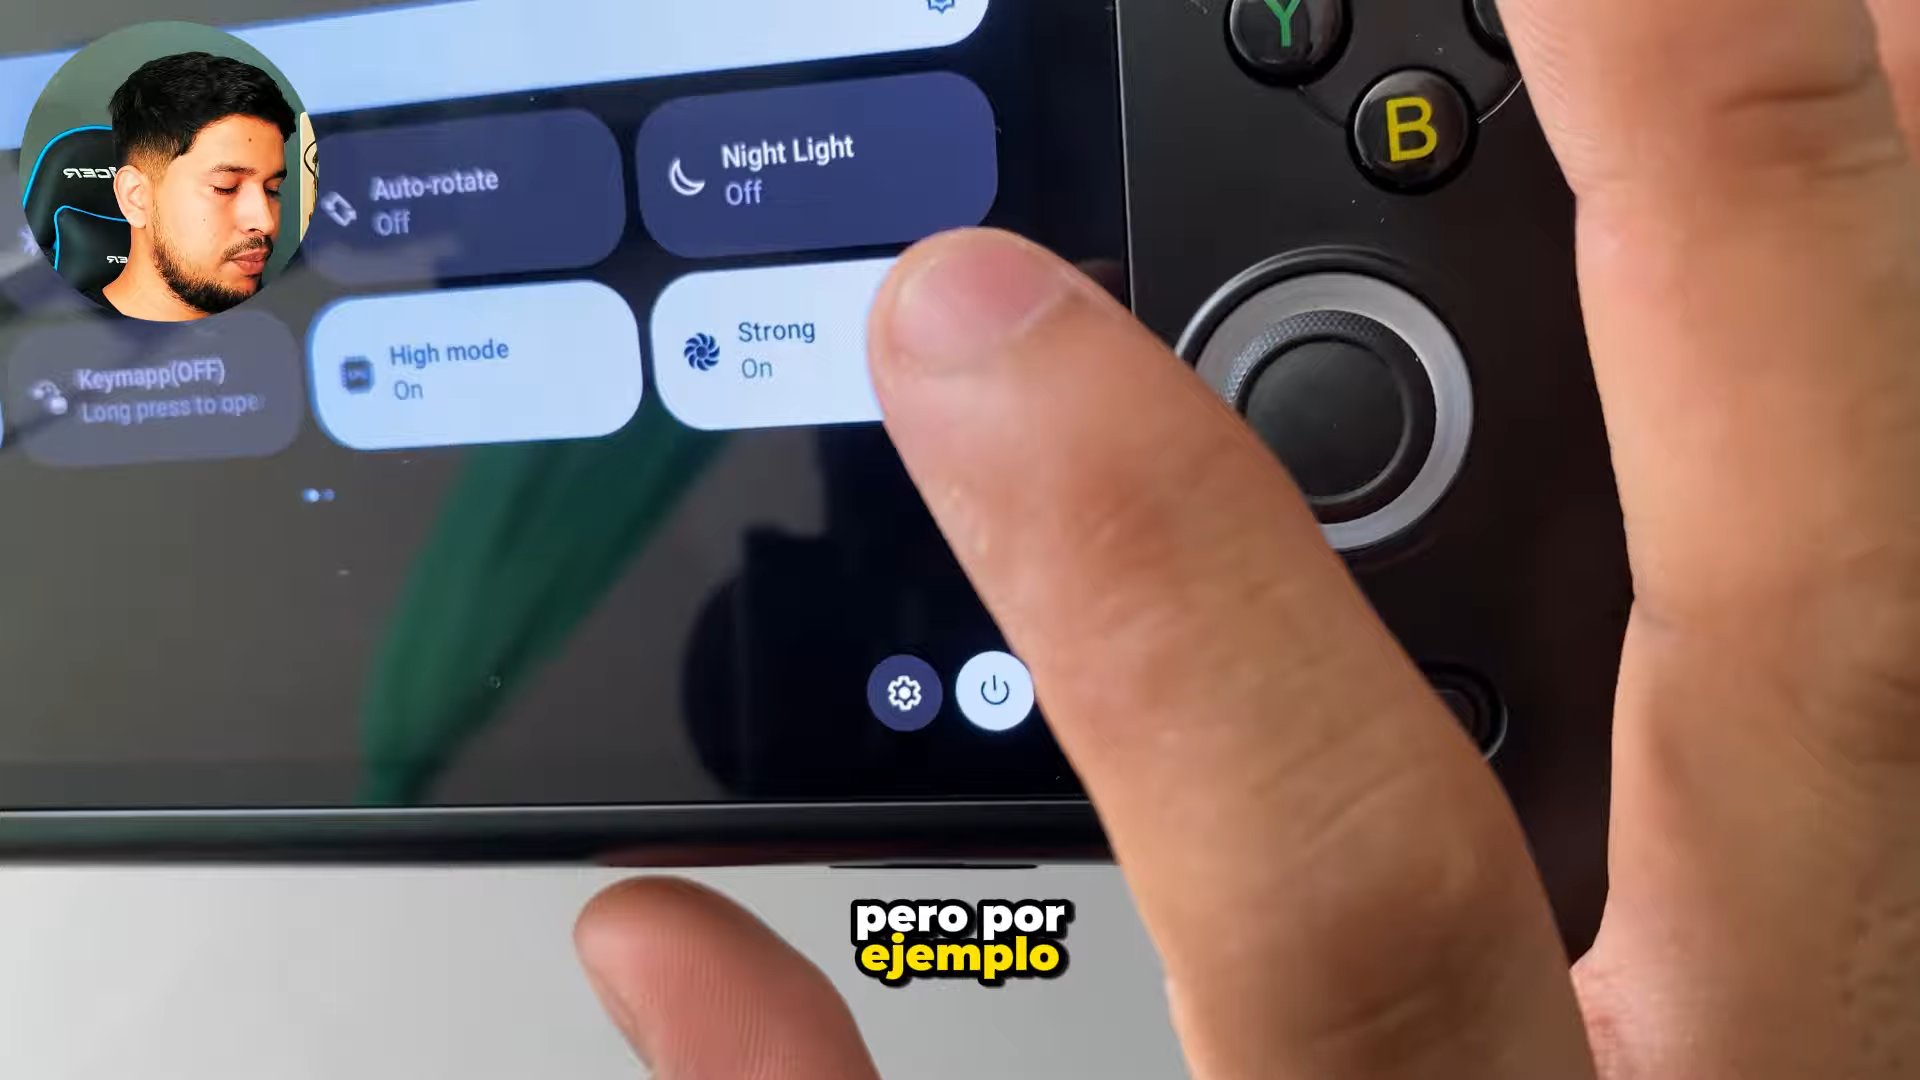 Y
B
Night Light
Off
Auto-rotate
Off
Strong
On
High mode
On
Keymapp(OFF)
Long press to ope
pero por
ejemplo